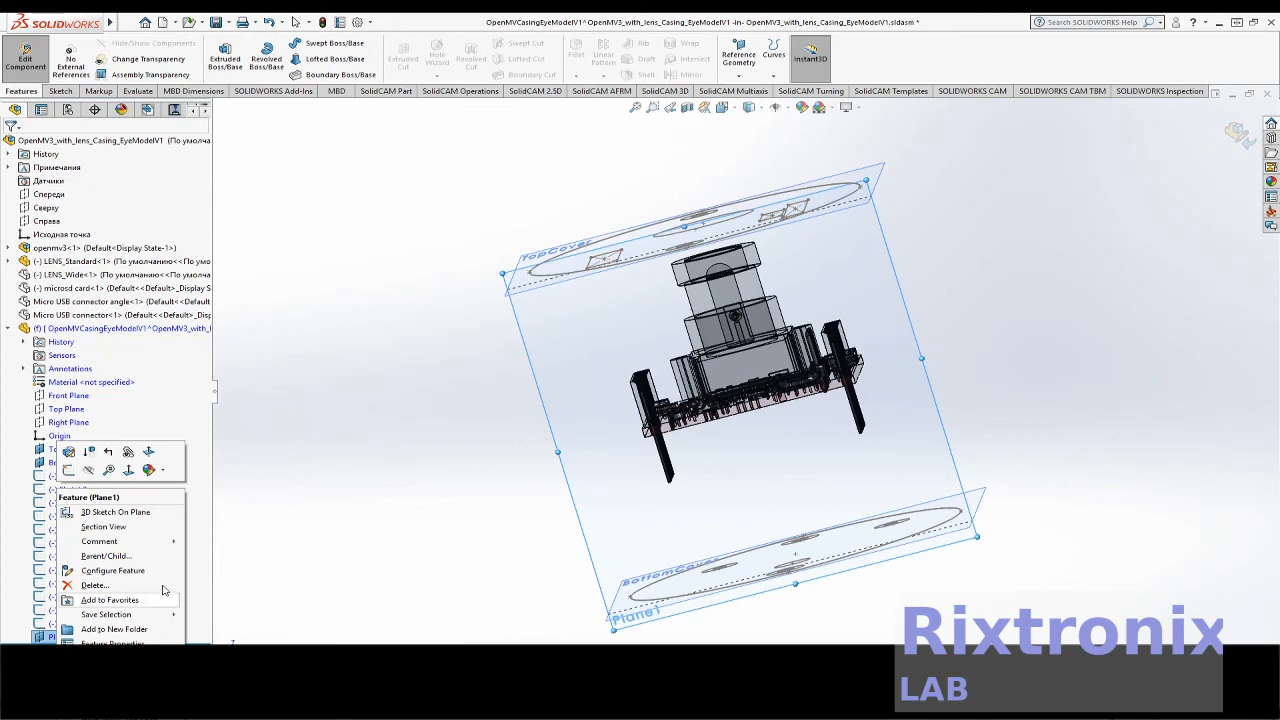 SOLIDWORKS
OpenMVCasingEyeModelV1^OpenMV3_with_lens_Casing_EyeModelV1 -in- OpenMV3_with_lens_Casing_EyeModelV1.sldasm *
Search SOLIDWORKS Help
Edit Component
No External References
Hide/Show Components
Change Transparency
Assembly Transparency
Extruded Boss/Base
Revolved Boss/Base
Swept Boss/Base
Lofted Boss/Base
Boundary Boss/Base
Extruded Cut
Hole Wizard
Revolved Cut
Swept Cut
Lofted Cut
Boundary Cut
Fillet
Linear Pattern
Rib
Draft
Shell
Wrap
Intersect
Mirror
Reference Geometry
Curves
Instant3D
Features Sketch Markup Evaluate MBD Dimensions SOLIDWORKS Add-Ins MBD SolidCAM Part SolidCAM Operations SolidCAM 2.5D SolidCAM AFRM SolidCAM 3D SolidCAM Multiaxis SolidCAM Turning SolidCAM Templates SOLIDWORKS CAM SOLIDWORKS CAM TBM SOLIDWORKS Inspection
OpenMV3_with_lens_Casing_EyeModelV1 (По умолча
History
Примечания
Датчики
Спереди
Сверху
Справа
Исходная точка
openmv3<1> (Default<Display State-1>)
(-) LENS_Standard<1> (По умолчанию<<По
(-) LENS_Wide<1> (По умолчанию<<По умо
(-) microsd card<1> (Default<<Default>_Display S
Micro USB connector angle<1> (Default<<Defaul
Micro USB connector<1> (Default<<Default>_Dis
(f) [ OpenMVCasingEyeModelV1^OpenMV3_with_l
History
Sensors
Annotations
Material <not specified>
Front Plane
Top Plane
Right Plane
Origin
Feature (Plane1)
3D Sketch On Plane
Section View
Comment
Parent/Child...
Configure Feature
Delete...
Add to Favorites
Save Selection
Add to New Folder
Feature Properties...
Pl
TopCover
BottomCover
Plane1
Rixtronix
LAB